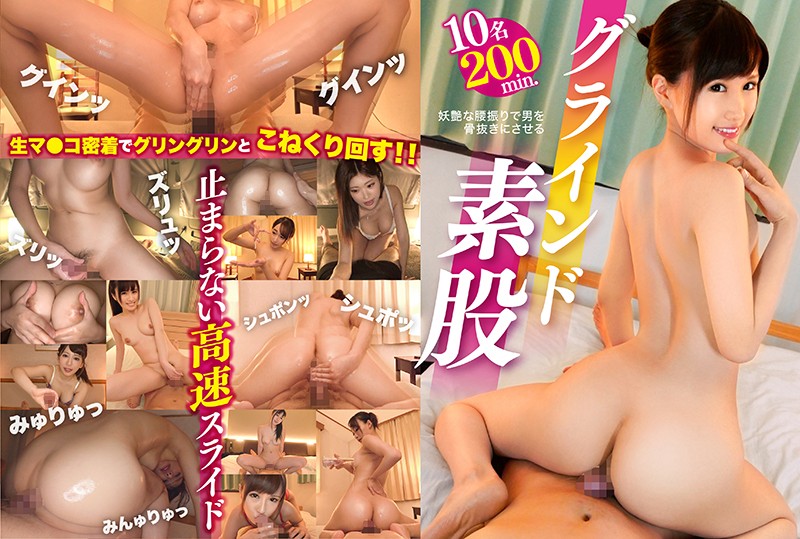 グインッ
グインッ
生マ●コ密着でグリングリンと こねくり回す!!
ズリュッ
ズリッ
止まらない高速スライド
シュポンッ
シュポッ
みゅりゅっ
みんゅりゅっ
10名
200
min.
妖艶な腰振りで男を
骨抜きにさせる
グラインド
素股